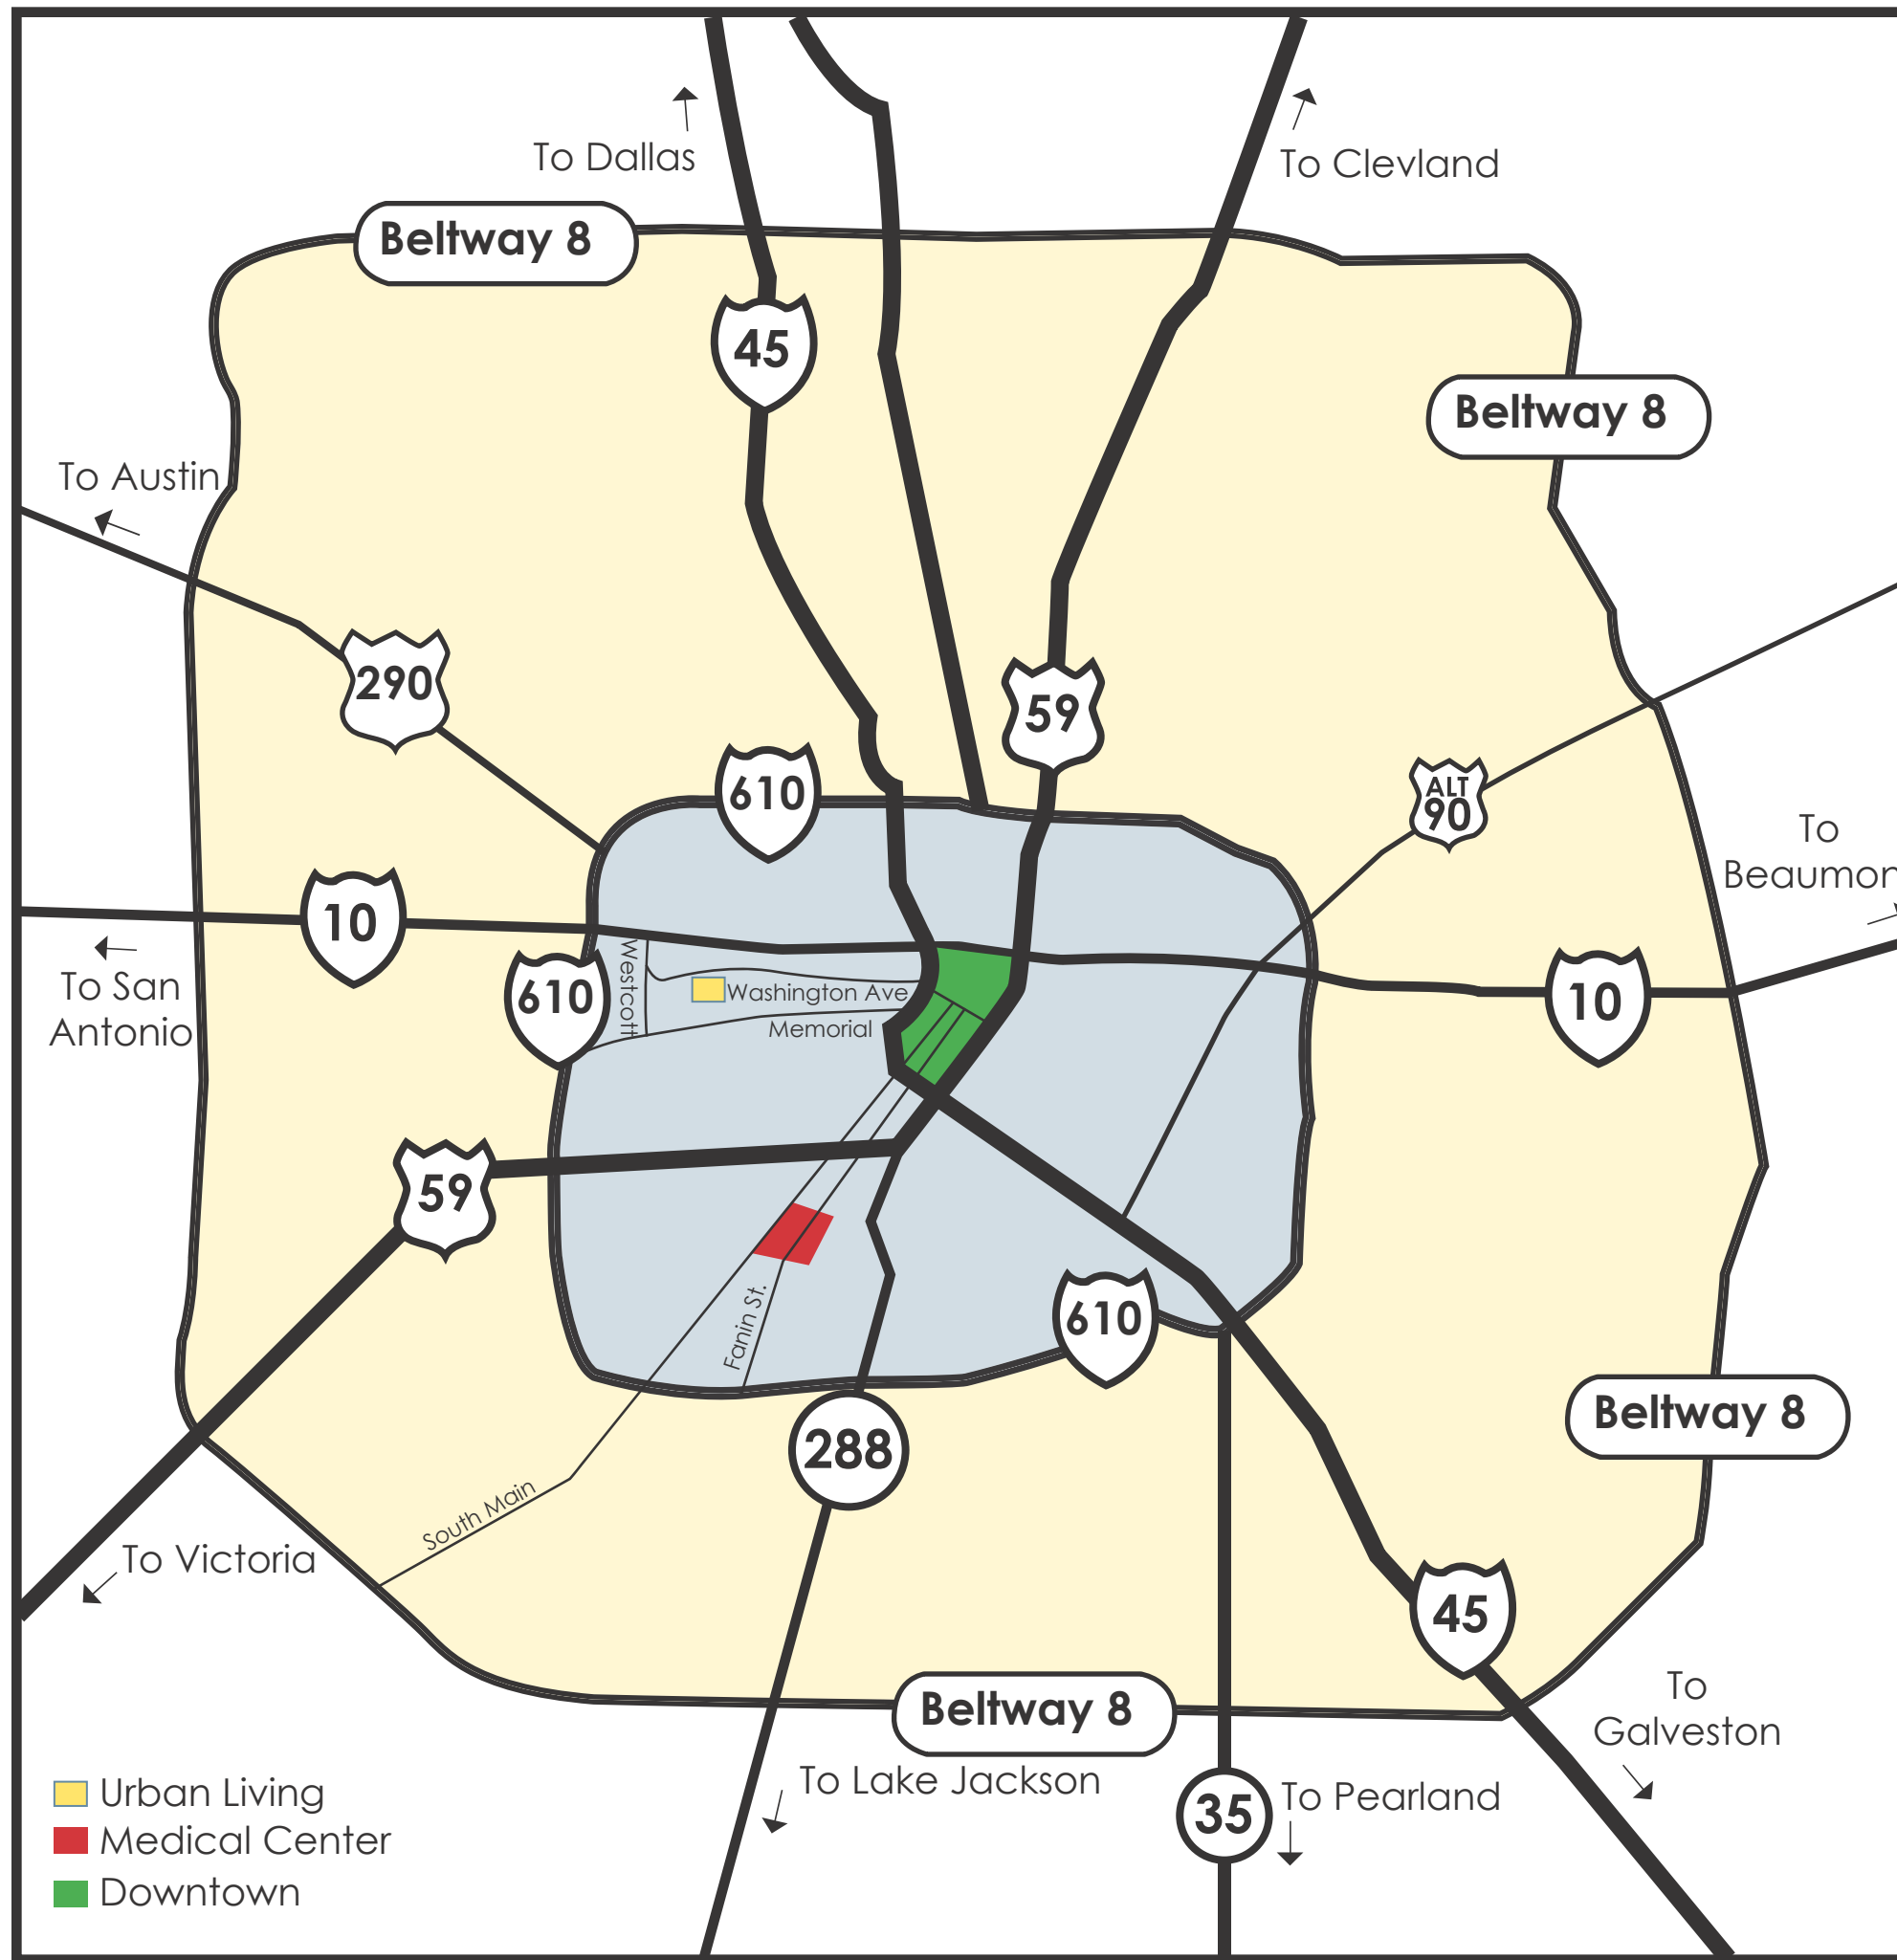 To Dallas
To Clevland
Beltway 8
45
Beltway 8
To Austin
290
59
610
ALT
90
To
Beaumon
10
To San
Antonio
610
Westcott
Washington Ave
Memorial
10
59
Fanin St.
610
288
Beltway 8
South Main
To Victoria
45
Beltway 8
To
Galveston
To Lake Jackson
35
To Pearland
Urban Living
Medical Center
Downtown